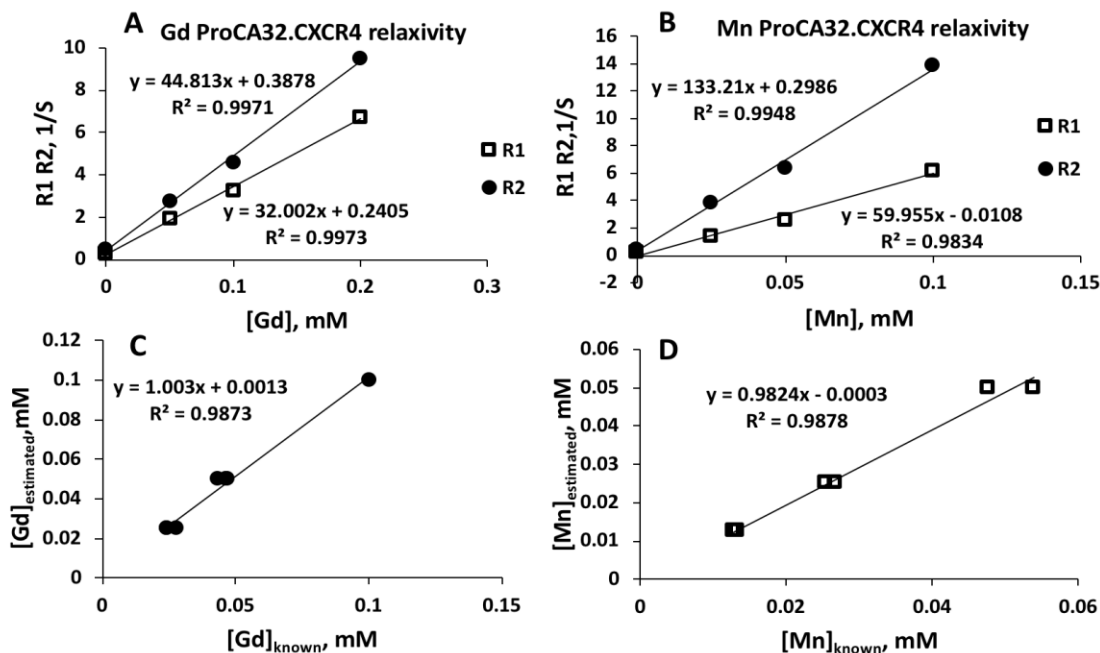 A
Gd ProCA32.CXCR4 relaxivity
R1 R2, 1/S
10
8
6
4
2
0
y = 44.813x + 0.3878
R² = 0.9971
y = 32.002x + 0.2405
R² = 0.9973
R1
R2
0 0.1 0.2 0.3
[Gd], mM
B
Mn ProCA32.CXCR4 relaxivity
R1 R2,1/S
16
14
12
10
8
6
4
2
0
-2
y = 133.21x + 0.2986
R² = 0.9948
y = 59.955x - 0.0108
R² = 0.9834
R1
R2
0 0.05 0.1 0.15
[Mn], mM
C
[Gd]estimated,mM
0.12
0.1
0.08
0.06
0.04
0.02
0
y = 1.003x + 0.0013
R² = 0.9873
0 0.05 0.1 0.15
[Gd]known, mM
D
[Mn]estimated, mM
0.06
0.05
0.04
0.03
0.02
0.01
0
y = 0.9824x - 0.0003
R² = 0.9878
0 0.02 0.04 0.06
[Mn]known, mM